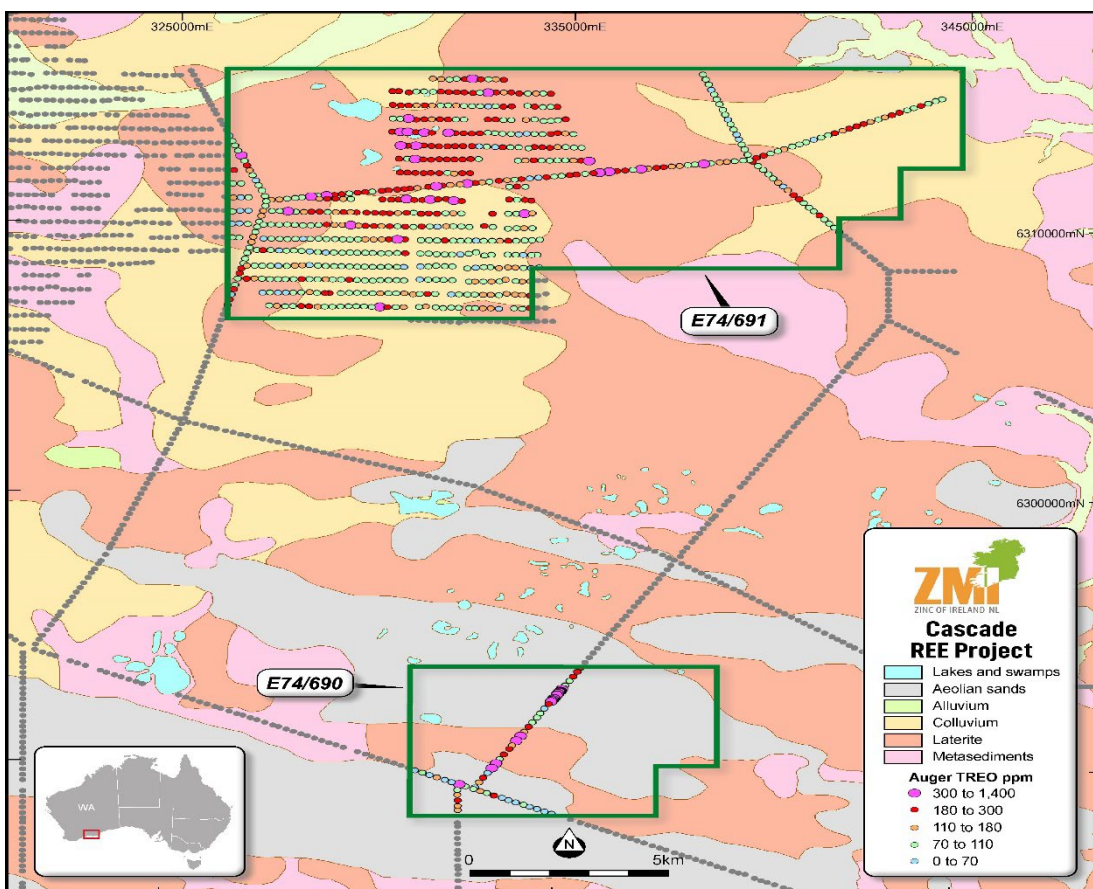 325000mE
335000mE
345000mE
6310000mN
E74/691
6300000mN
E74/690
ZMI
ZINC OF IRELAND NL
Cascade
REE Project
Lakes and swamps
Aeolian sands
Alluvium
Colluvium
Laterite
Metasediments
Auger TREO ppm
300 to 1,400
180 to 300
110 to 180
70 to 110
0 to 70
WA
N
0
5km